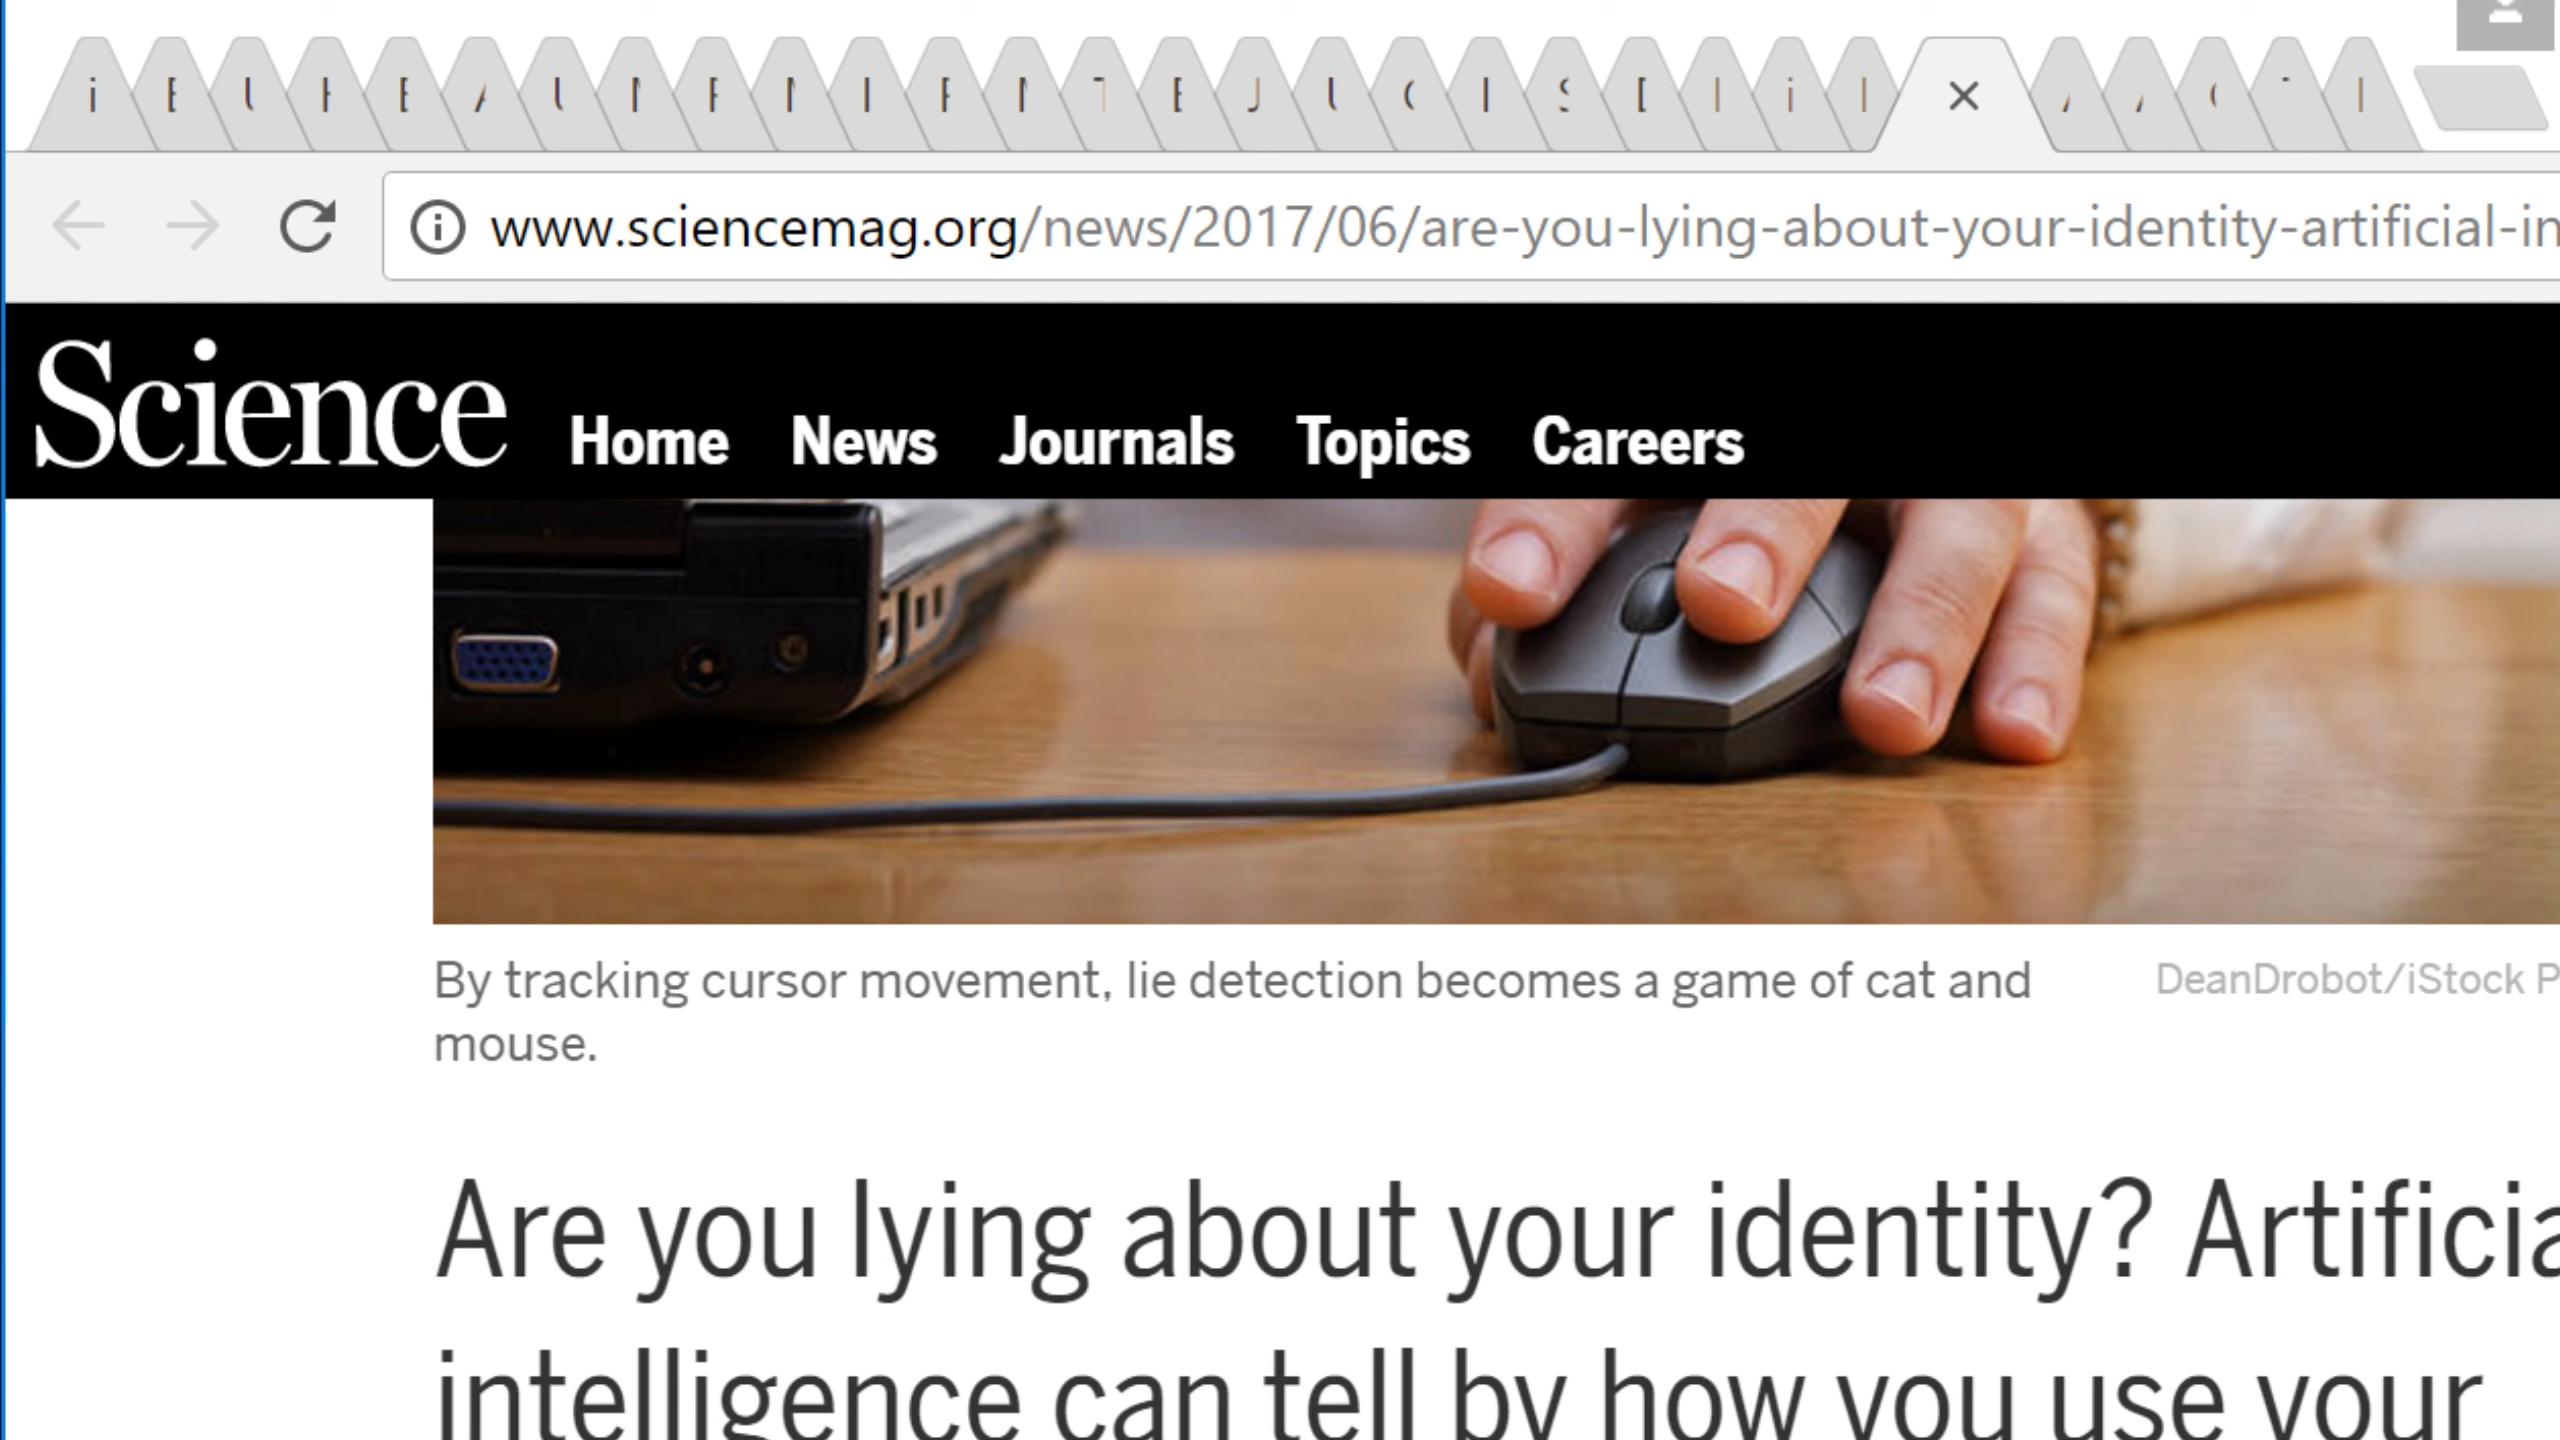 www.sciencemag.org/news/2017/06/are-you-lying-about-your-identity-artificial-in
Science Home News Journals Topics Careers
By tracking cursor movement, lie detection becomes a game of cat and DeanDrobot/iStock P
mouse.
Are you lying about your identity? Artificia
intelligence can tell by how you use your